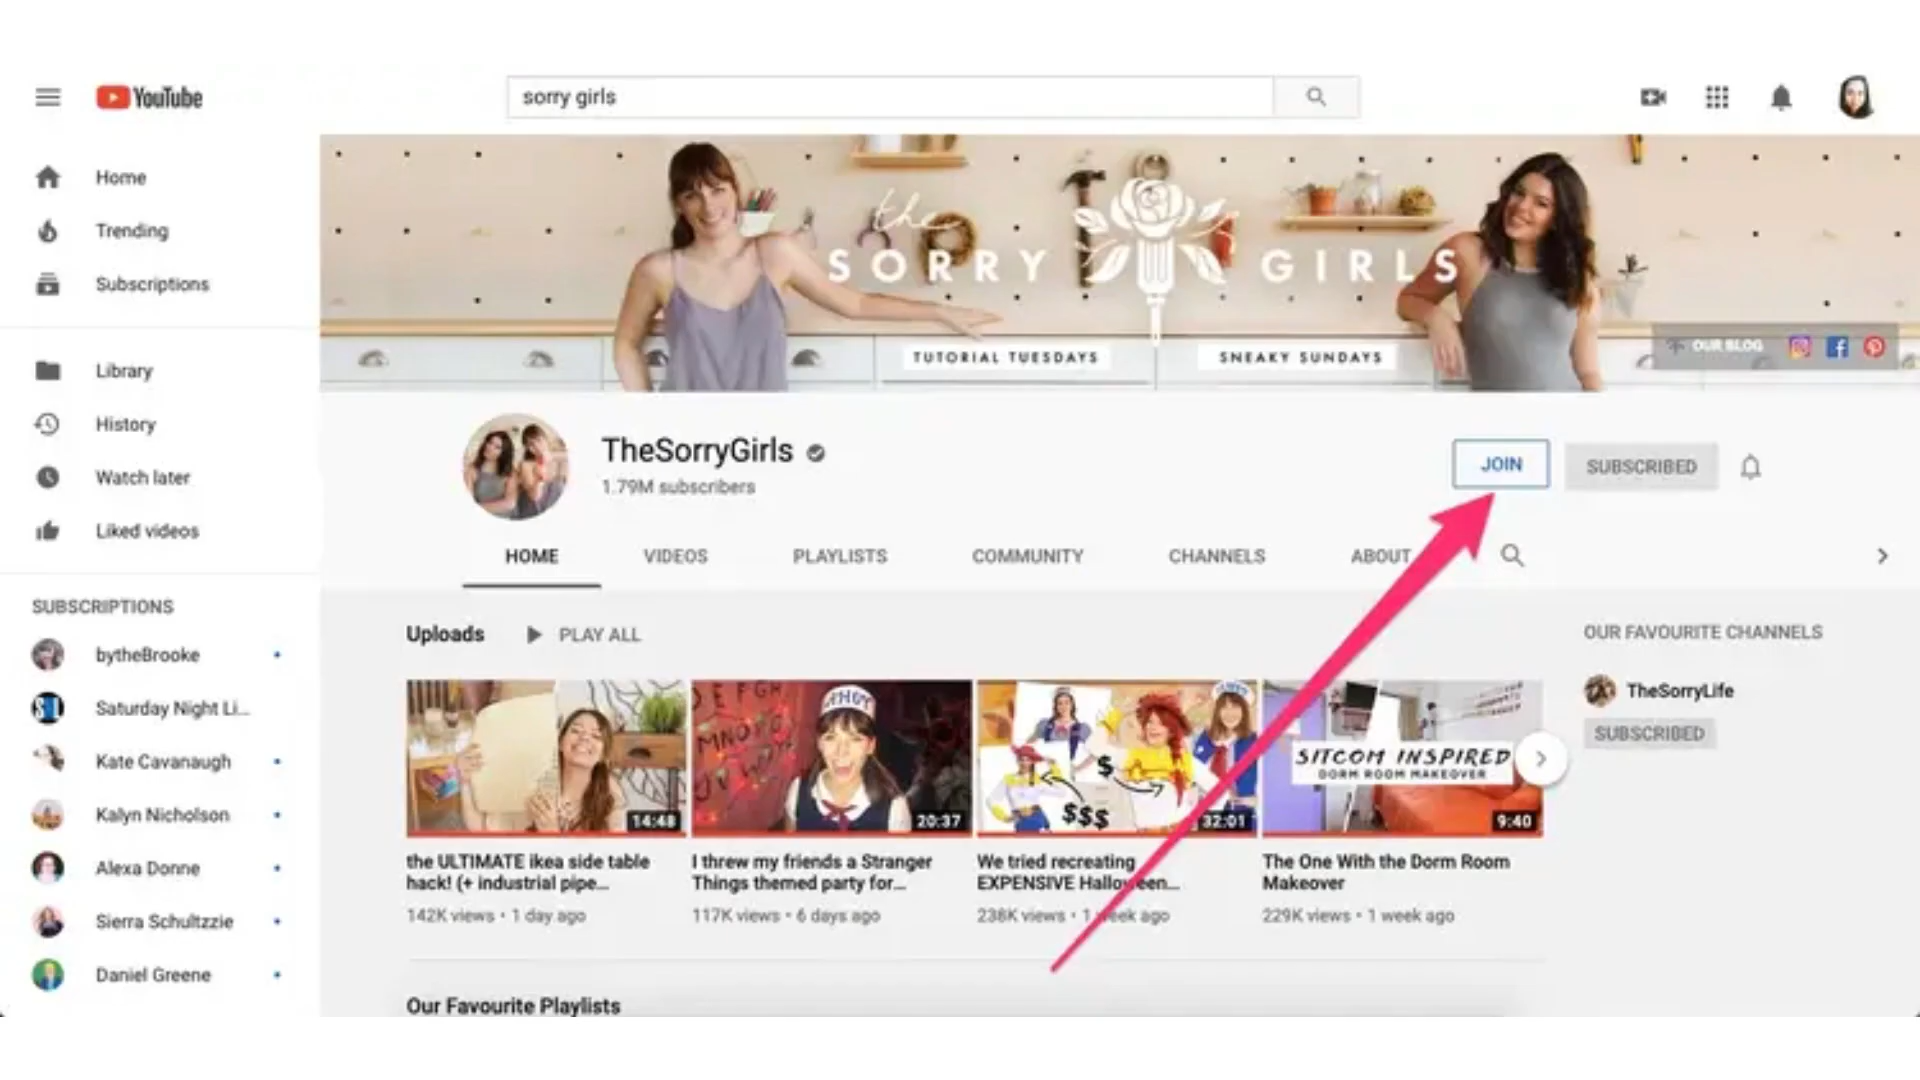 YouTube
sorry girls
Home
Trending
Subscriptions
Library
History
Watch later
Liked videos
SUBSCRIPTIONS
bytheBrooke
Saturday Night Li...
Kate Cavanaugh
Kalyn Nicholson
Alexa Donne
Sierra Schultzzie
Daniel Greene
the
SORRY GIRLS
TUTORIAL TUESDAYS
SNEAKY SUNDAYS
OUR BLOG
TheSorryGirls
1.79M subscribers
JOIN
SUBSCRIBED
HOME
VIDEOS
PLAYLISTS
COMMUNITY
CHANNELS
ABOUT
Uploads
PLAY ALL
14:48
the ULTIMATE ikea side table
hack! (+ industrial pipe...
142K views • 1 day ago
20:37
I threw my friends a Stranger
Things themed party for...
117K views • 6 days ago
$
$$$
32:01
We tried recreating
EXPENSIVE Halloween...
238K views • 1 week ago
SITCOM INSPIRED
DORM ROOM MAKEOVER
9:40
The One With the Dorm Room
Makeover
229K views • 1 week ago
OUR FAVOURITE CHANNELS
TheSorryLife
SUBSCRIBED
Our Favourite Playlists